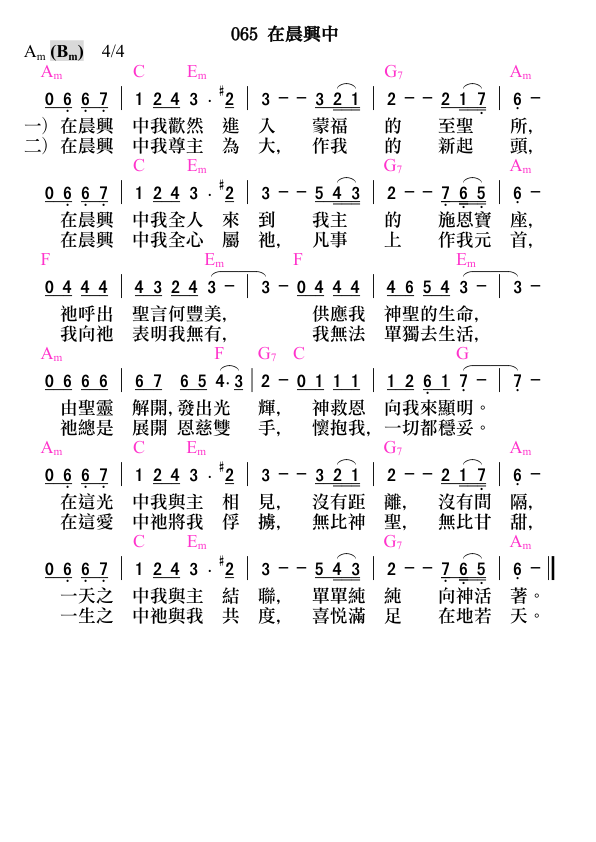 065 在晨興中
Am (Bm) 4/4
Am C Em G7 Am
0 6 6 7 | 1 2 4 3 . #2 | 3 － － 3 2 1 | 2 － － 2 1 7 | 6 －
一) 在晨興 中我歡然 進 入 蒙福 的 至聖 所,
二) 在晨興 中我尊主 為 大, 作我 的 新起 頭,
C Em G7 Am
0 6 6 7 | 1 2 4 3 . #2 | 3 － － 5 4 3 | 2 － － 7 6 5 | 6 －
在晨興 中我全人 來 到 我主 的 施恩寶 座,
在晨興 中我全心 屬 祂, 凡事 上 作我元 首,
F Em F Em
0 4 4 4 | 4 3 2 4 3 － | 3 － 0 4 4 4 | 4 6 5 4 3 － | 3 －
祂呼出 聖言何豐美, 供應我 神聖的生命,
我向祂 表明我無有, 我無法 單獨去生活,
Am F G7 C G
0 6 6 6 | 6 7 6 5 4. 3 | 2 － 0 1 1 1 | 1 2 6 1 7 － | 7 －
由聖靈 解開, 發出光 輝, 神救恩 向我來顯明。
祂總是 展開 恩慈雙 手, 懷抱我, 一切都穩妥。
Am C Em G7 Am
0 6 6 7 | 1 2 4 3 . #2 | 3 － － 3 2 1 | 2 － － 2 1 7 | 6 －
在這光 中我與主 相 見, 沒有距 離, 沒有間 隔,
在這愛 中祂將我 俘 擄, 無比神 聖, 無比甘 甜,
C Em G7 Am
0 6 6 7 | 1 2 4 3 . #2 | 3 － － 5 4 3 | 2 － － 7 6 5 | 6 － ‖
一天之 中我與主 結 聯, 單單純 純 向神活 著。
一生之 中祂與我 共 度, 喜悅滿 足 在地若 天。